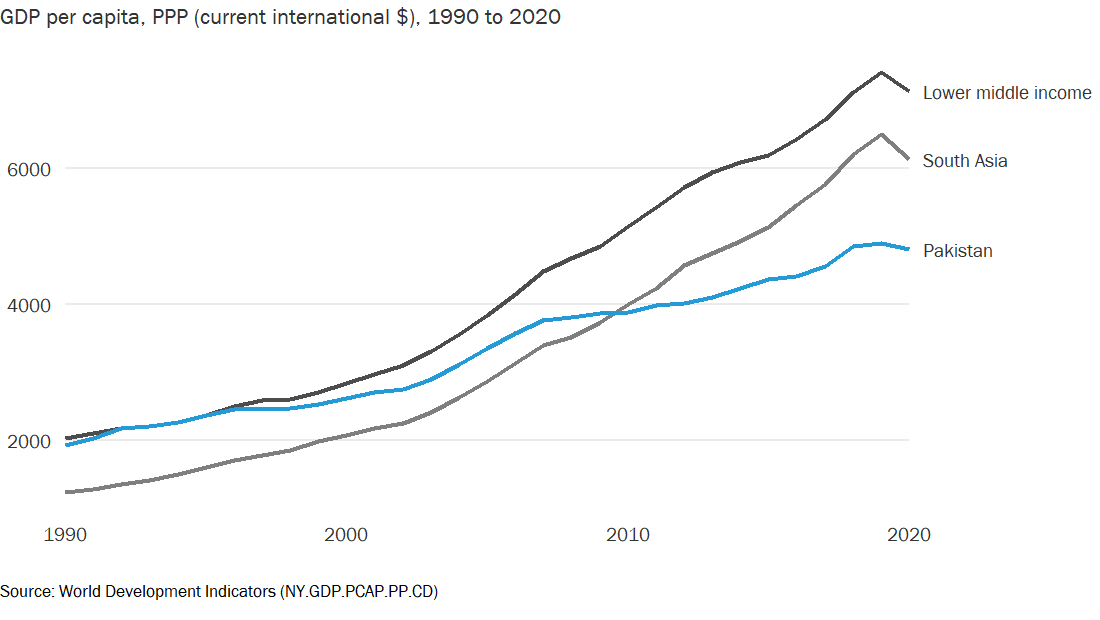 GDP per capita, PPP (current international $), 1990 to 2020
Lower middle income
6000
South Asia
Pakistan
4000
2000
1990 2000 2010 2020
Source: World Development Indicators (NY.GDP.PCAP.PP.CD)